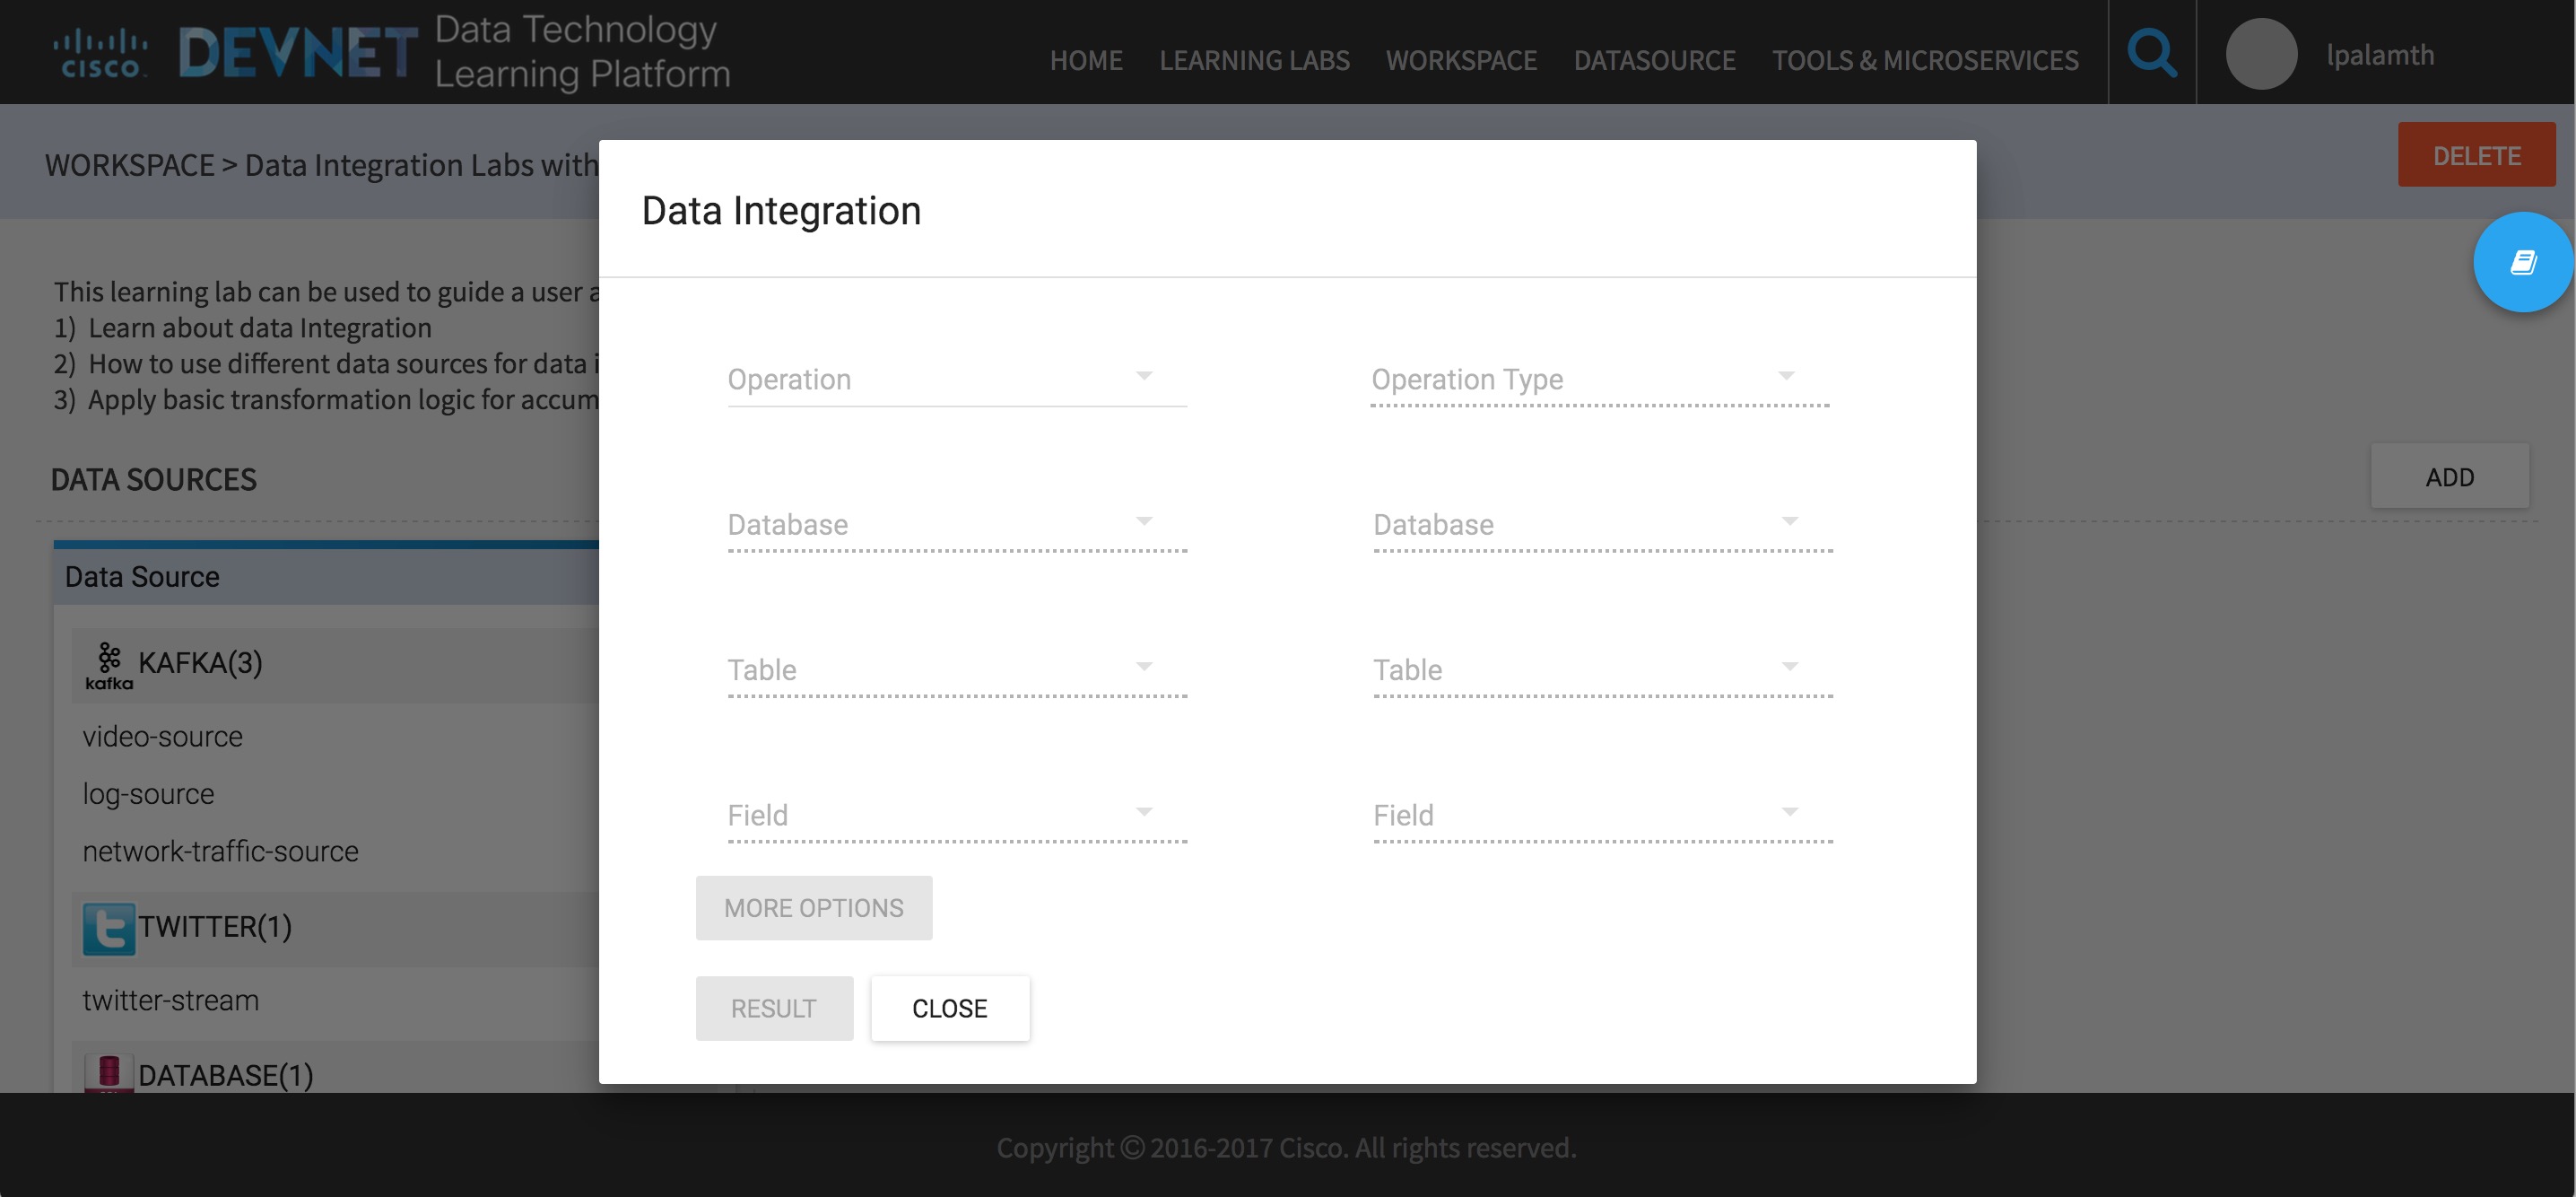 CISCO
DEVNET
Data Technology
Learning Platform
HOME LEARNING LABS WORKSPACE DATASOURCE TOOLS & MICROSERVICES
lpalamth
WORKSPACE > Data Integration Labs with
DELETE
Data Integration
This learning lab can be used to guide a user a
1) Learn about data Integration
2) How to use different data sources for data i
3) Apply basic transformation logic for accum
Operation
Operation Type
DATA SOURCES
ADD
Database
Database
Data Source
Table
Table
kafka
KAFKA(3)
video-source
log-source
network-traffic-source
Field
Field
MORE OPTIONS
TWITTER(1)
twitter-stream
RESULT
CLOSE
DATABASE(1)
Copyright © 2016-2017 Cisco. All rights reserved.